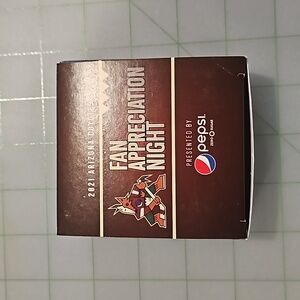 2021 ARIZONA
FAN
APPRECIATION
NIGHT
PRESENTED BY
pepsi